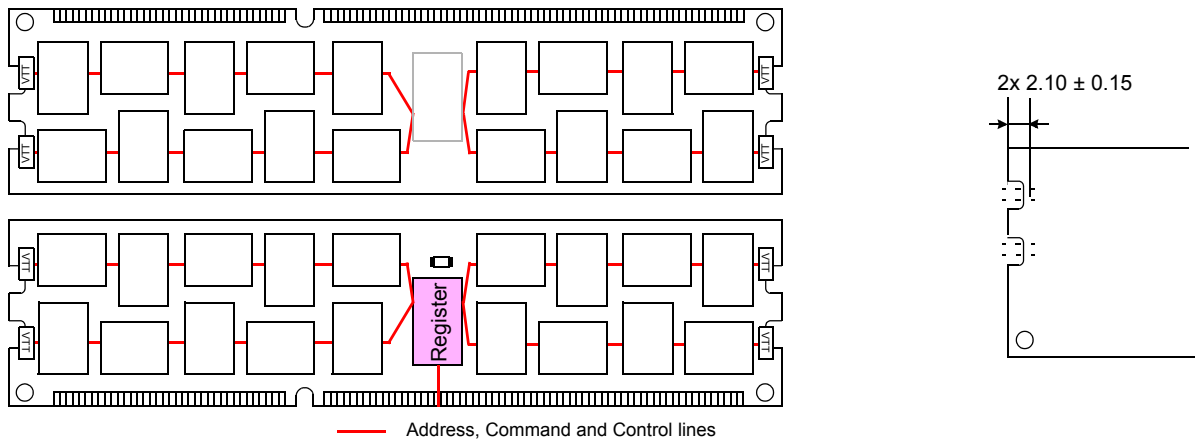 VTT
VTT
VTT
VTT
2x 2.10 ± 0.15
VTT
VTT
Register
VTT
VTT
Address, Command and Control lines